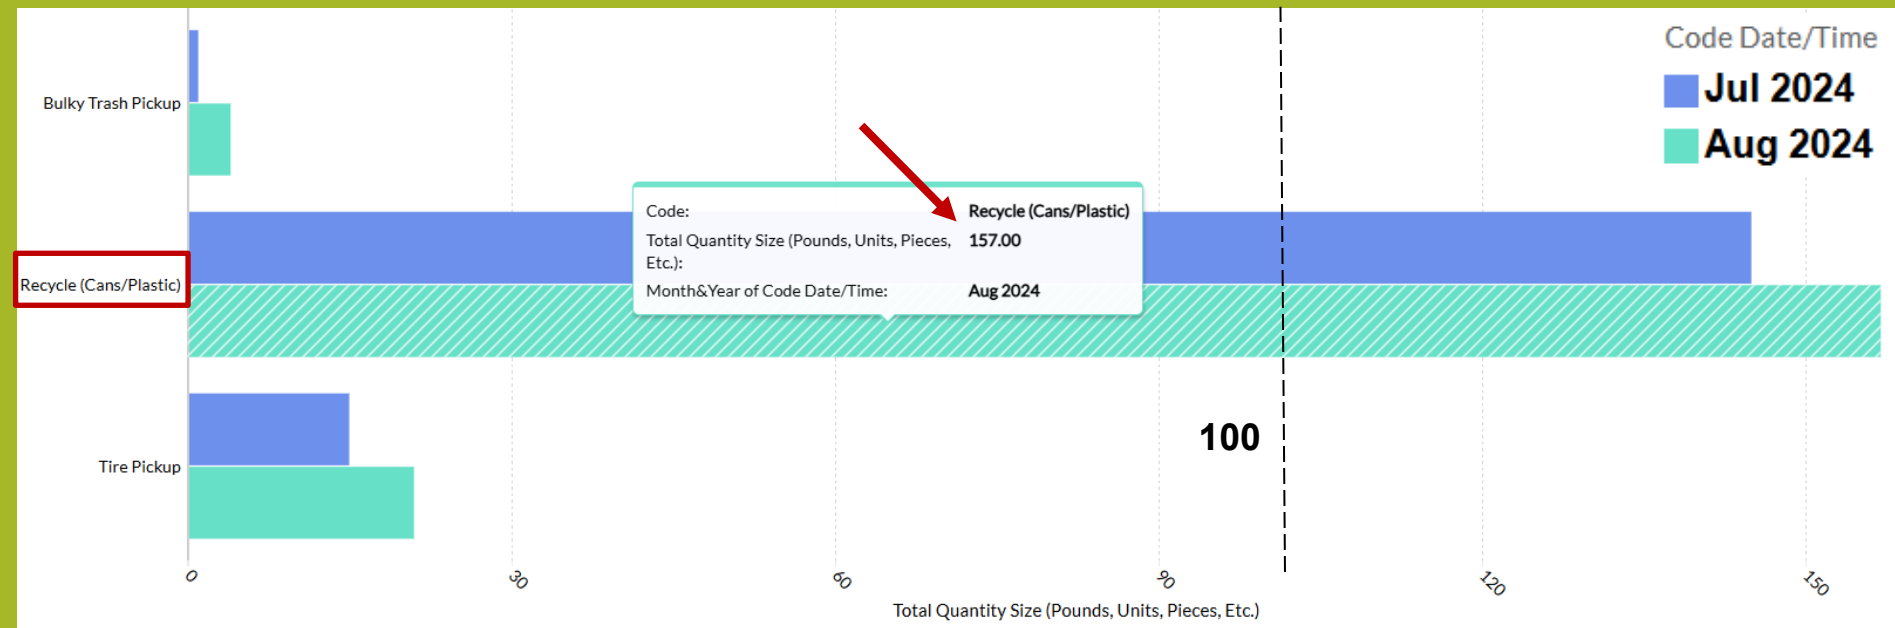 Code Date/Time
Jul 2024
Aug 2024
Bulky Trash Pickup
Code: Recycle (Cans/Plastic)
Total Quantity Size (Pounds, Units, Pieces, 157.00
Etc.):
Month&Year of Code Date/Time: Aug 2024
Recycle (Cans/Plastic)
100
Tire Pickup
0 30 60 90 120 150
Total Quantity Size (Pounds, Units, Pieces, Etc.)